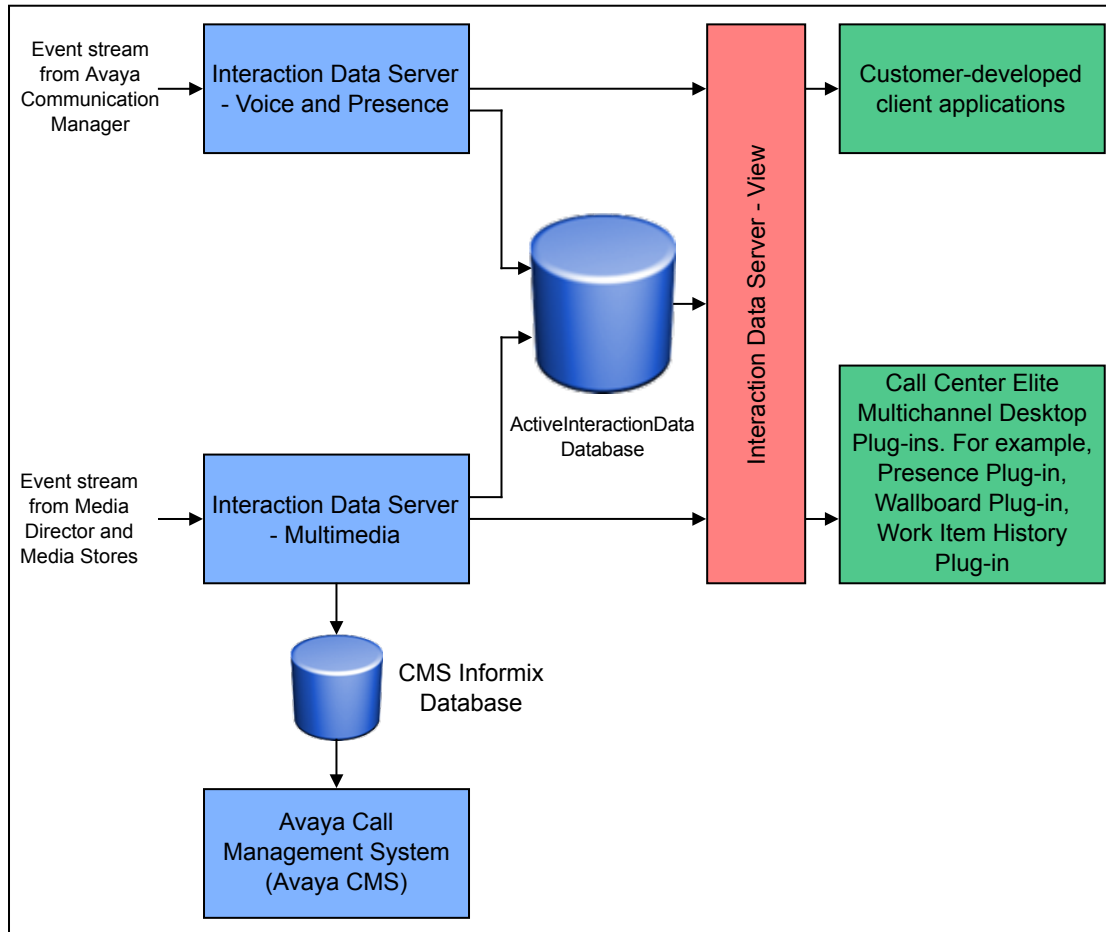 Event stream
from Avaya
Communication
Manager
Interaction Data Server
- Voice and Presence
Customer-developed
client applications
Interaction Data Server - View
ActiveInteractionData
Database
Event stream
from Media
Director and
Media Stores
Interaction Data Server
- Multimedia
Call Center Elite
Multichannel Desktop
Plug-ins. For example,
Presence Plug-in,
Wallboard Plug-in,
Work Item History
Plug-in
CMS Informix
Database
Avaya Call
Management System
(Avaya CMS)